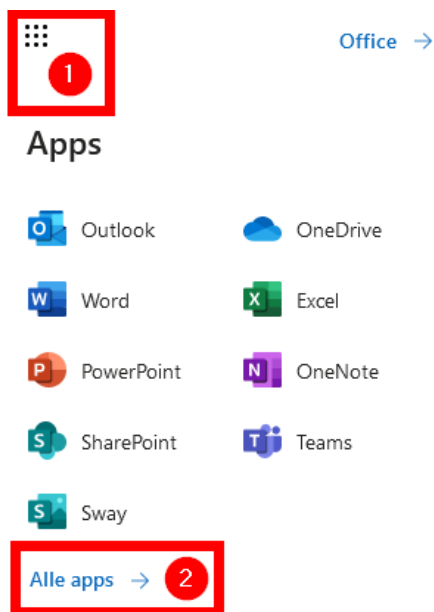 1
Office →
Apps
Outlook
OneDrive
Word
Excel
PowerPoint
OneNote
SharePoint
Teams
Sway
Alle apps → 2